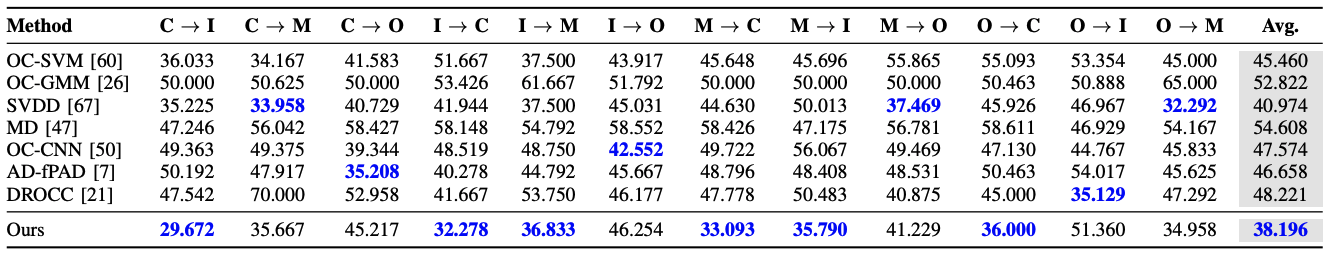 Method C → I C → M C → O I → C I → M I → O M → C M → I M → O O → C O → I O → M Avg.
OC-SVM [60] 36.033 34.167 41.583 51.667 37.500 43.917 45.648 45.696 55.865 55.093 53.354 45.000 45.460
OC-GMM [26] 50.000 50.625 50.000 53.426 61.667 51.792 50.000 50.000 50.000 50.463 50.888 65.000 52.822
SVDD [67] 35.225 33.958 40.729 41.944 37.500 45.031 44.630 50.013 37.469 45.926 46.967 32.292 40.974
MD [47] 47.246 56.042 58.427 58.148 54.792 58.552 58.426 47.175 56.781 58.611 46.929 54.167 54.608
OC-CNN [50] 49.363 49.375 39.344 48.519 48.750 42.552 49.722 56.067 49.469 47.130 44.767 45.833 47.574
AD-fPAD [7] 50.192 47.917 35.208 40.278 44.792 45.667 48.796 48.408 48.531 50.463 54.017 45.625 46.658
DROCC [21] 47.542 70.000 52.958 41.667 53.750 46.177 47.778 50.483 40.875 45.000 35.129 47.292 48.221
Ours 29.672 35.667 45.217 32.278 36.833 46.254 33.093 35.790 41.229 36.000 51.360 34.958 38.196